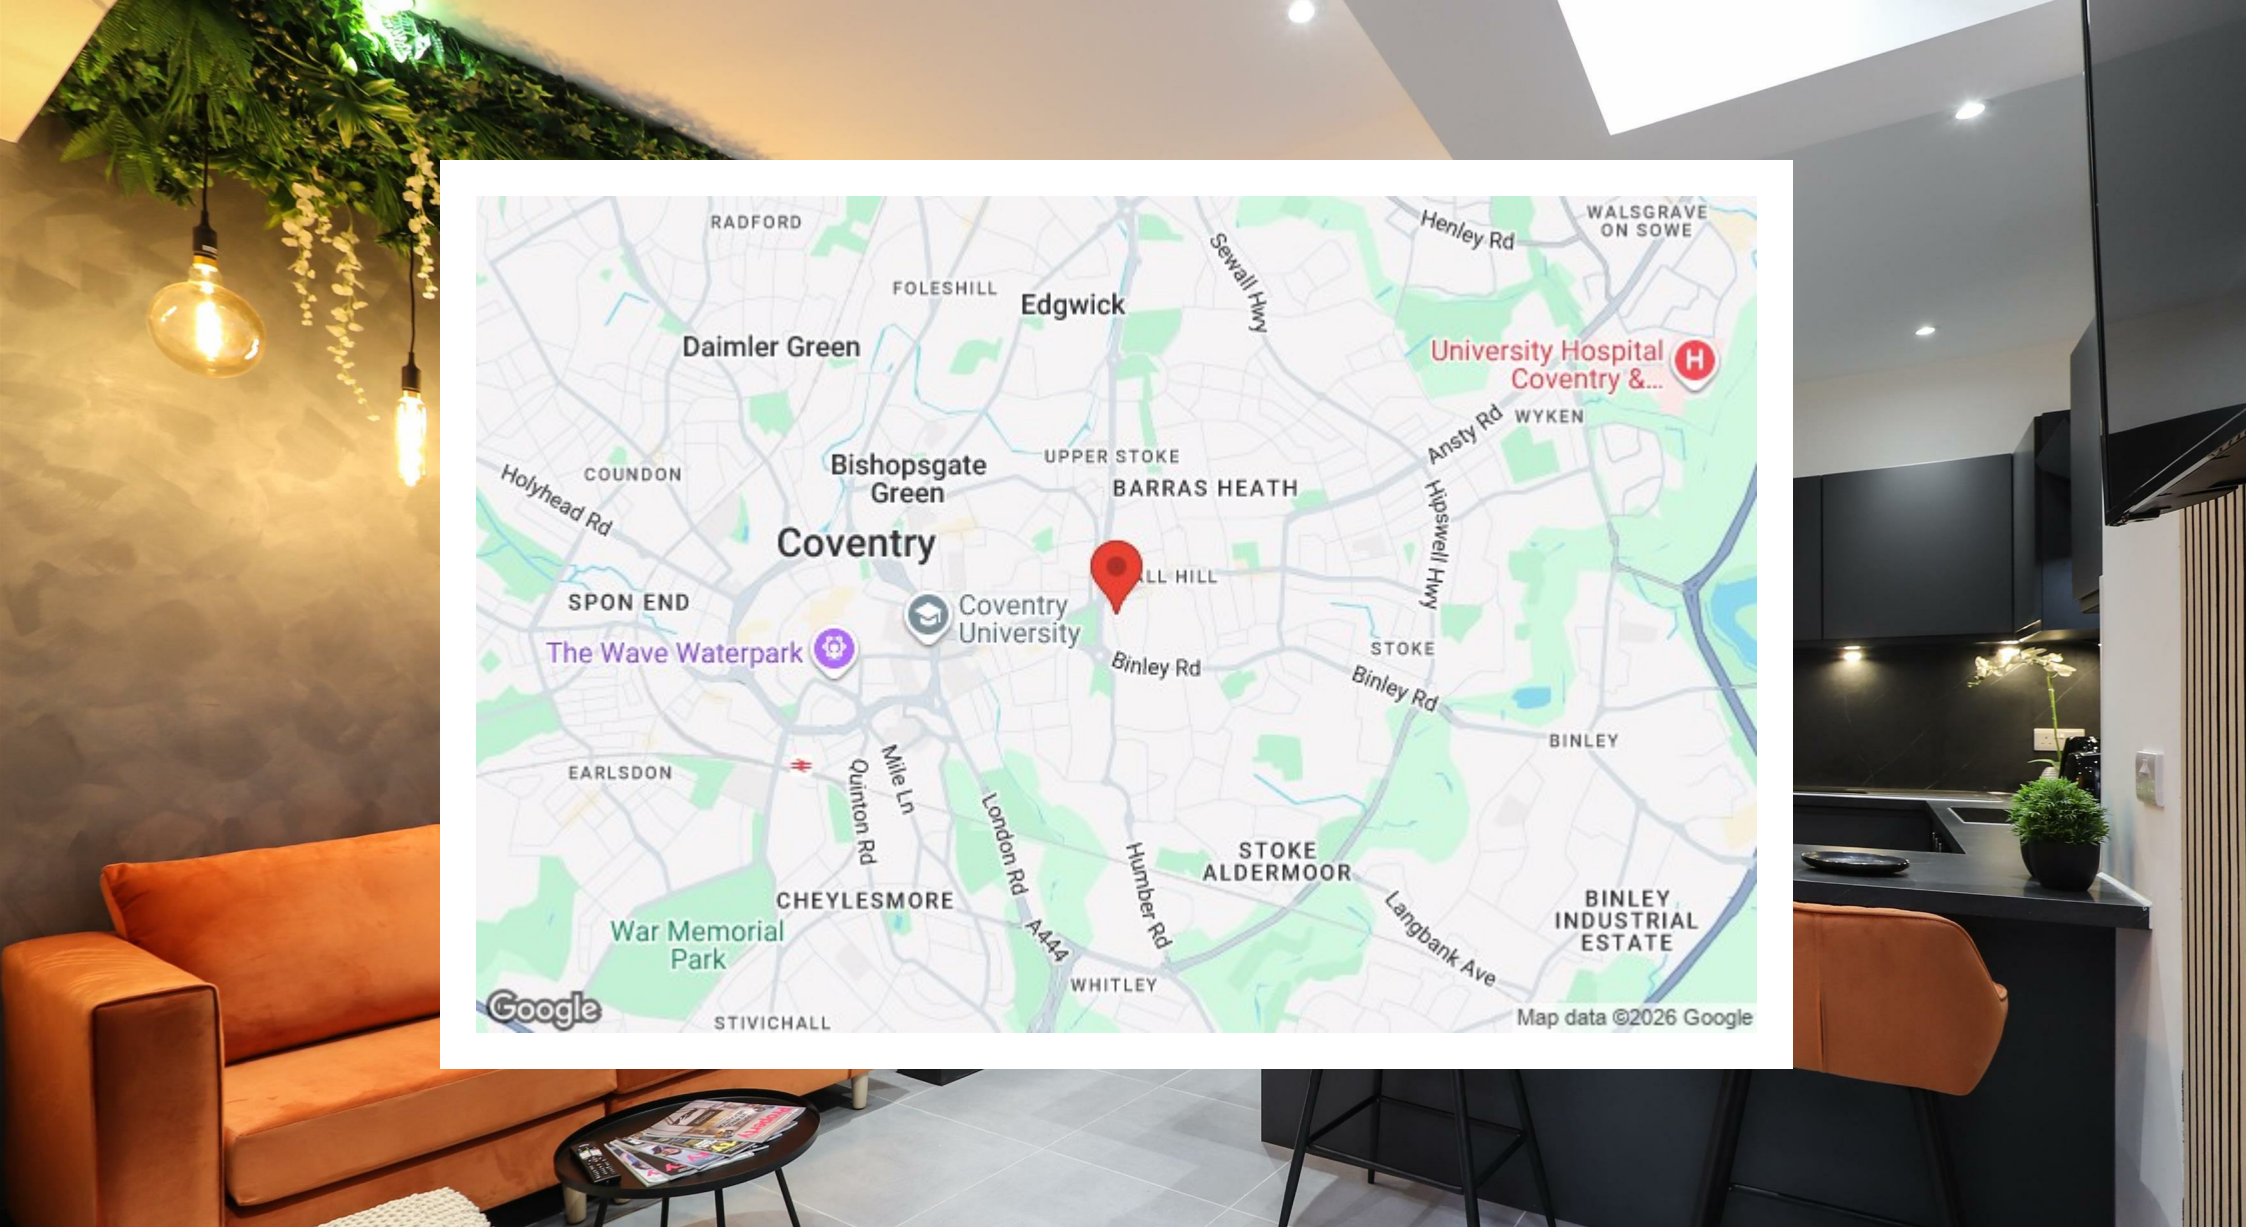 RADFORD
Henley Rd
WALSGRAVE
ON SOWE
Sewall Hwy
FOLESHILL
Edgwick
Daimler Green
University Hospital
Coventry &...
H
Ansty Rd
WYKEN
UPPER STOKE
Bishopsgate
Green
COUNDON
Holyhead Rd
BARRAS HEATH
Hipswell Hwy
Coventry
LL HILL
SPON END
Coventry
University
The Wave Waterpark
Binley Rd
STOKE
Binley Rd
BINLEY
EARLSDON
Mile Ln
Quinton Rd
London Rd
Humber Rd
STOKE
ALDERMOOR
CHEYLESMORE
Langbank Ave
BINLEY
INDUSTRIAL
ESTATE
War Memorial
Park
A444
WHITLEY
Google
STIVICHALL
Map data ©2026 Google
Property